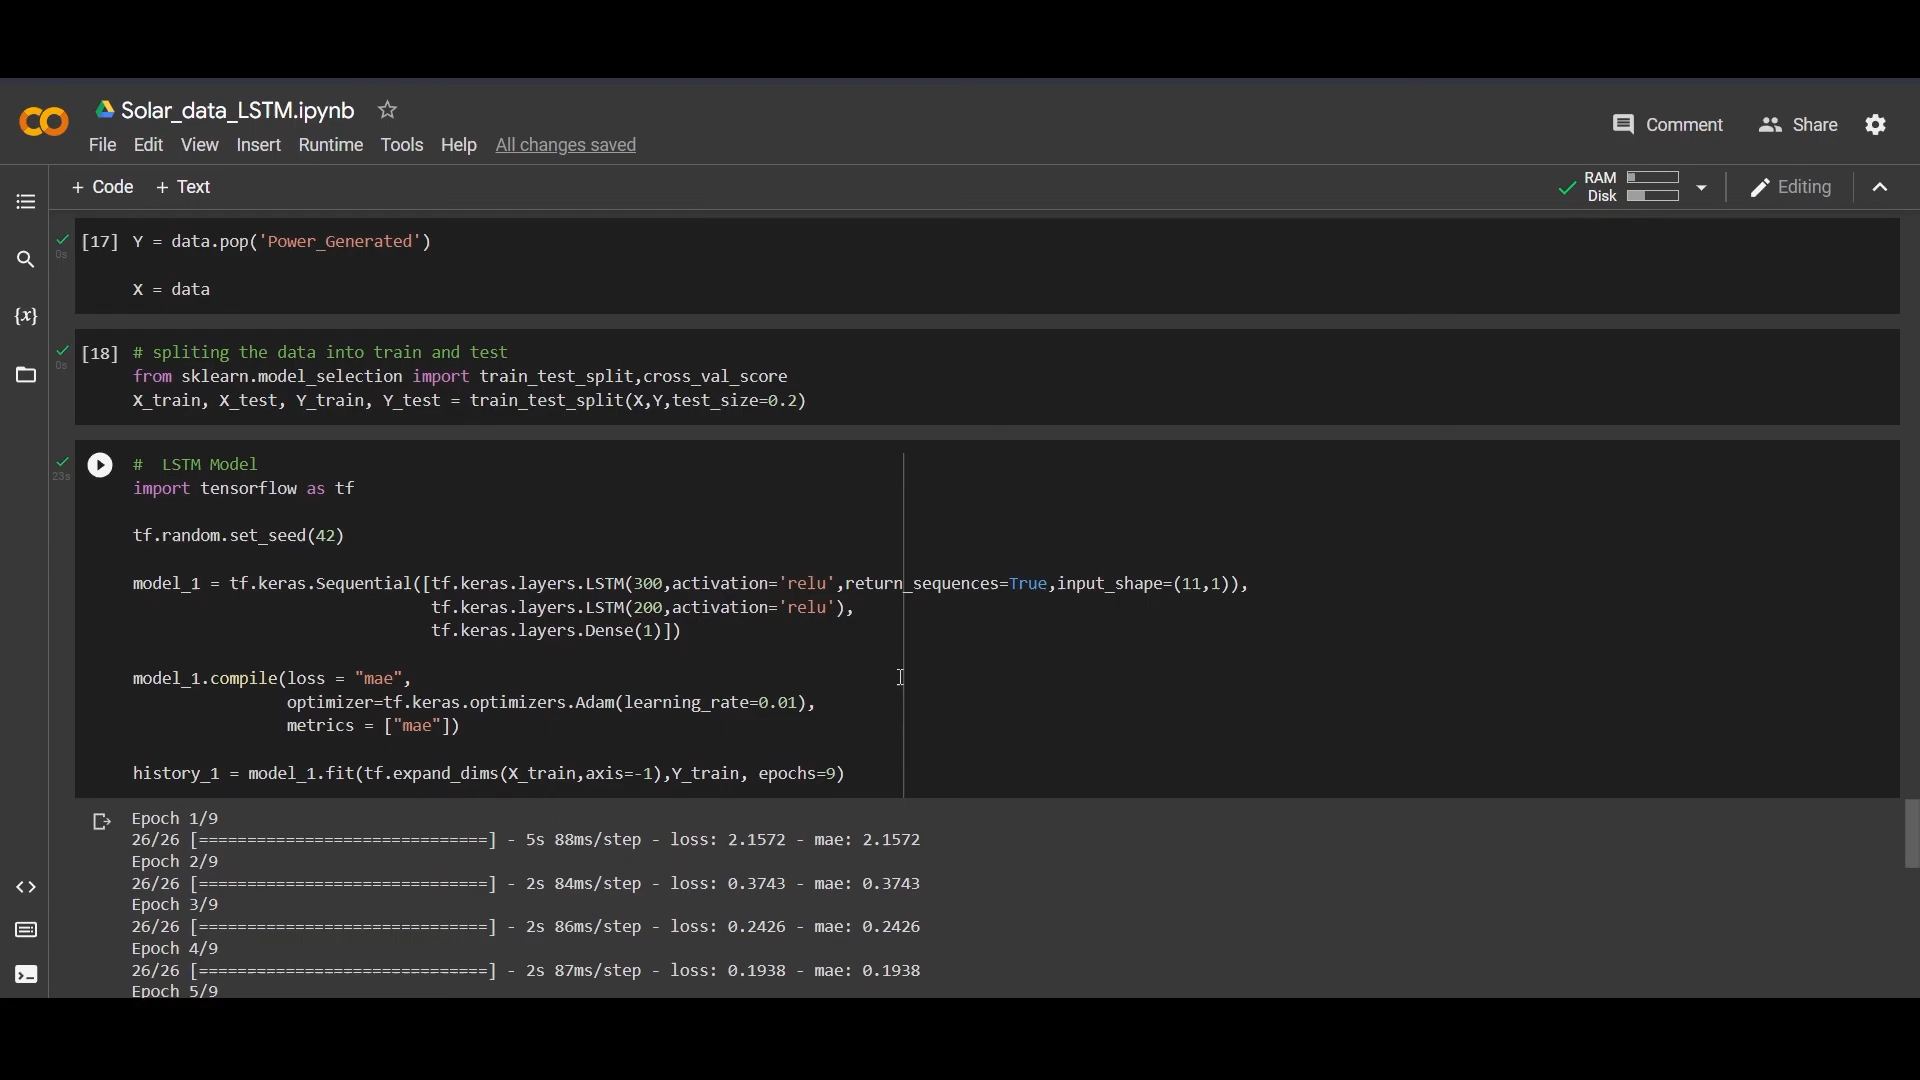 Solar_data_LSTM.ipynb
File Edit View Insert Runtime Tools Help All changes saved
Comment Share
+ Code + Text
RAM
Disk
Editing
[17] Y = data.pop('Power_Generated')
0s
X = data
[18] # spliting the data into train and test
0s
from sklearn.model_selection import train_test_split,cross_val_score
X_train, X_test, Y_train, Y_test = train_test_split(X,Y,test_size=0.2)
# LSTM Model
23s
import tensorflow as tf
tf.random.set_seed(42)
model_1 = tf.keras.Sequential([tf.keras.layers.LSTM(300,activation='relu',return_sequences=True,input_shape=(11,1)),
tf.keras.layers.LSTM(200,activation='relu'),
tf.keras.layers.Dense(1)])
model_1.compile(loss = "mae",
optimizer=tf.keras.optimizers.Adam(learning_rate=0.01),
metrics = ["mae"])
history_1 = model_1.fit(tf.expand_dims(X_train,axis=-1),Y_train, epochs=9)
Epoch 1/9
26/26 [==============================] - 5s 88ms/step - loss: 2.1572 - mae: 2.1572
Epoch 2/9
26/26 [==============================] - 2s 84ms/step - loss: 0.3743 - mae: 0.3743
Epoch 3/9
26/26 [==============================] - 2s 86ms/step - loss: 0.2426 - mae: 0.2426
Epoch 4/9
26/26 [==============================] - 2s 87ms/step - loss: 0.1938 - mae: 0.1938
Epoch 5/9